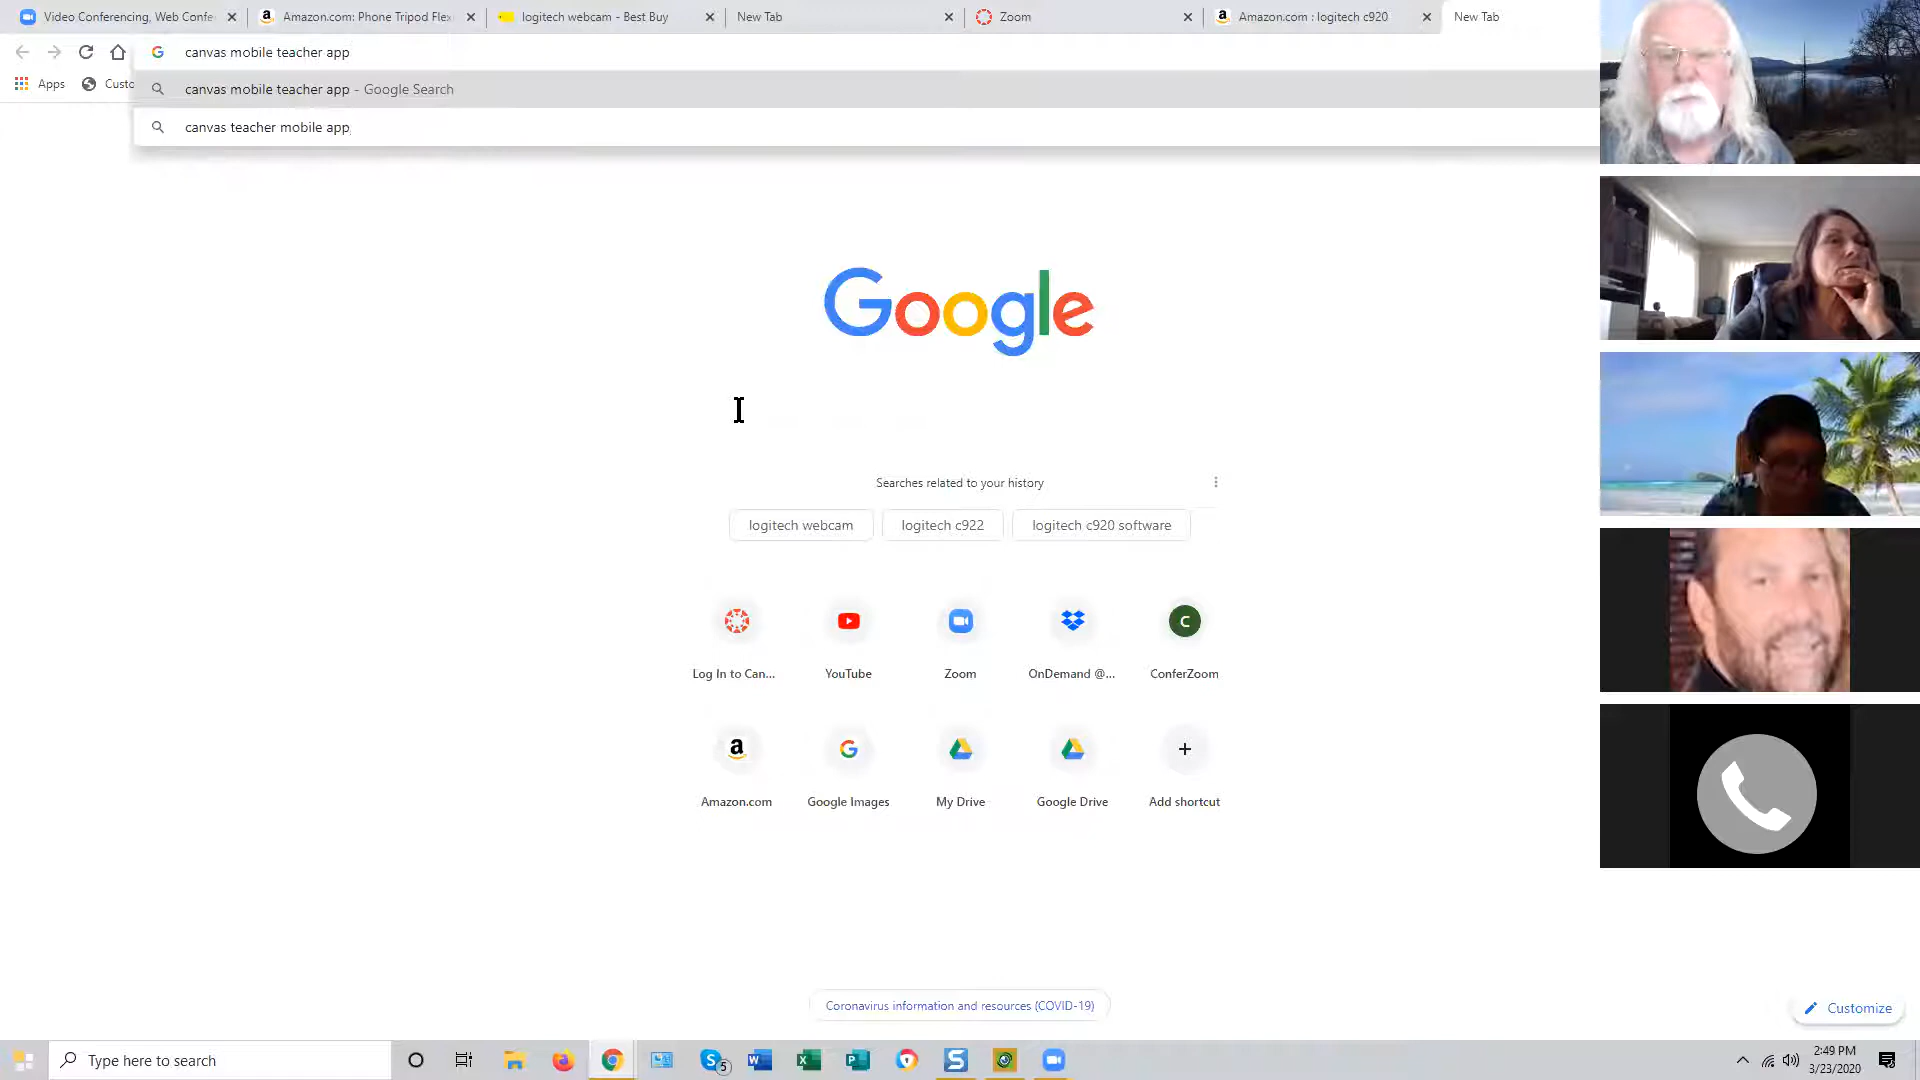 Video Conferencing, Web Confe
Amazon.com: Phone Tripod Flex
logitech webcam - Best Buy
New Tab
Zoom
Amazon.com : logitech c920
New Tab
canvas mobile teacher app
Apps
Custo
canvas mobile teacher app - Google Search
canvas teacher mobile app
Google
Searches related to your history
logitech webcam
logitech c922
logitech c920 software
C
Log In to Can...
YouTube
Zoom
OnDemand @...
ConferZoom
Amazon.com
Google Images
My Drive
Google Drive
Add shortcut
Coronavirus information and resources (COVID-19)
Customize
Type here to search
5
2:49 PM
3/23/2020